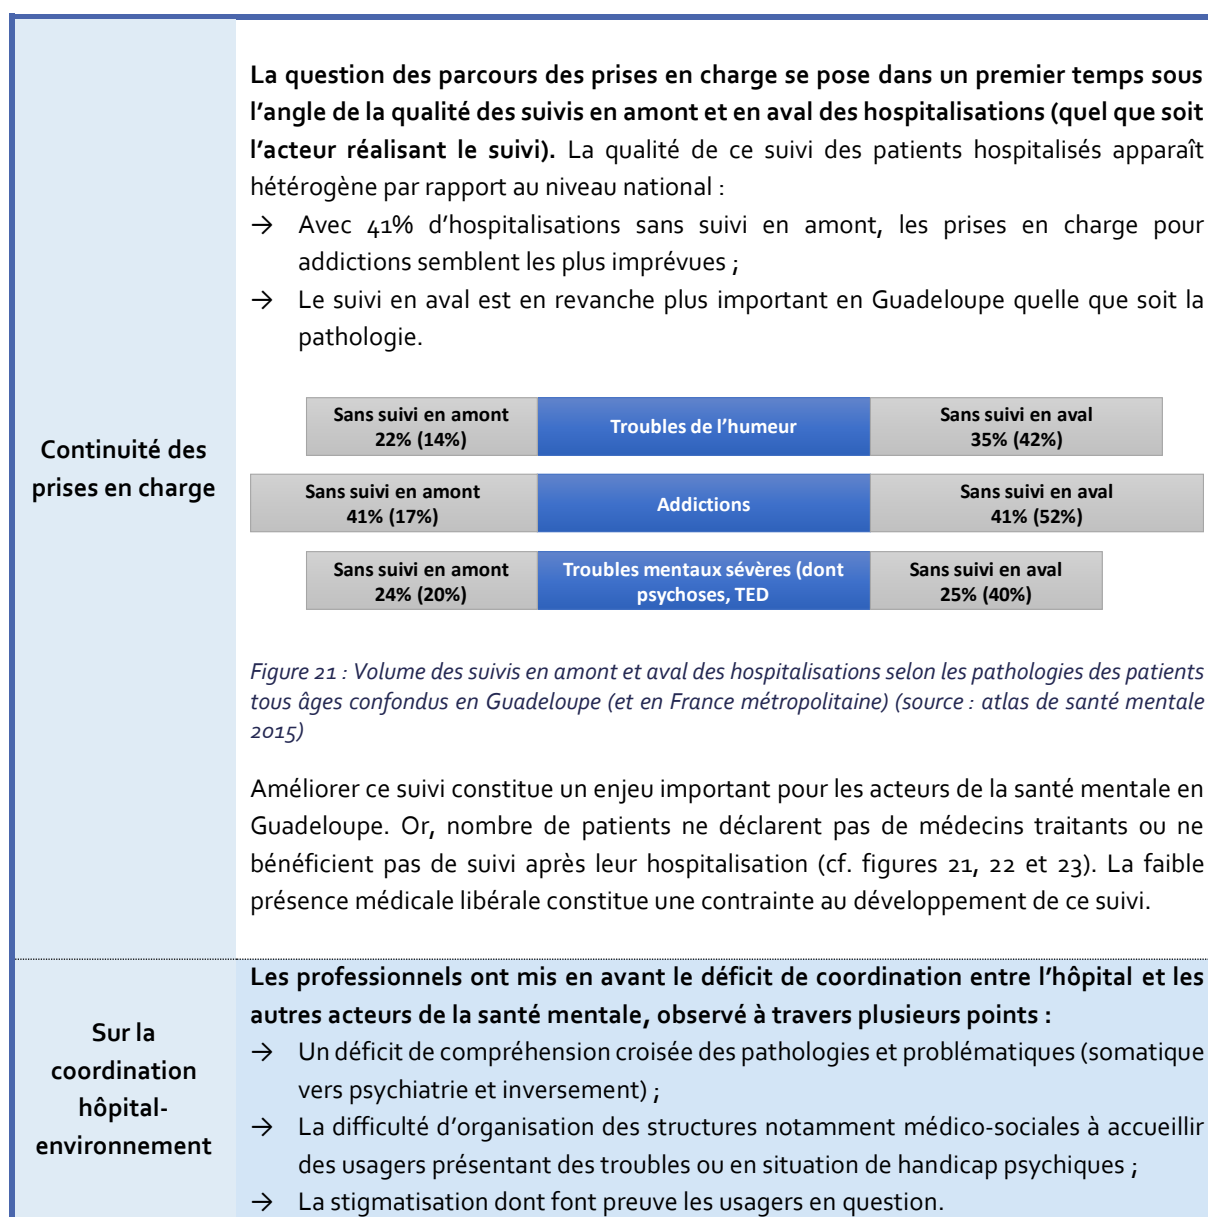 La question des parcours des prises en charge se pose dans un premier temps sous
l’angle de la qualité des suivis en amont et en aval des hospitalisations (quel que soit
l’acteur réalisant le suivi). La qualité de ce suivi des patients hospitalisés apparaît
hétérogène par rapport au niveau national :
→ Avec 41% d’hospitalisations sans suivi en amont, les prises en charge pour
addictions semblent les plus imprévues ;
→ Le suivi en aval est en revanche plus important en Guadeloupe quelle que soit la
pathologie.
Continuité des
prises en charge
Sans suivi en amont
22% (14%)
Troubles de l’humeur
Sans suivi en aval
35% (42%)
Sans suivi en amont
41% (17%)
Addictions
Sans suivi en aval
41% (52%)
Sans suivi en amont
24% (20%)
Troubles mentaux sévères (dont
psychoses, TED
Sans suivi en aval
25% (40%)
Figure 21 : Volume des suivis en amont et aval des hospitalisations selon les pathologies des patients
tous âges confondus en Guadeloupe (et en France métropolitaine) (source : atlas de santé mentale
2015)
Améliorer ce suivi constitue un enjeu important pour les acteurs de la santé mentale en
Guadeloupe. Or, nombre de patients ne déclarent pas de médecins traitants ou ne
bénéficient pas de suivi après leur hospitalisation (cf. figures 21, 22 et 23). La faible
présence médicale libérale constitue une contrainte au développement de ce suivi.
Sur la
coordination
hôpital-
environnement
Les professionnels ont mis en avant le déficit de coordination entre l’hôpital et les
autres acteurs de la santé mentale, observé à travers plusieurs points :
→ Un déficit de compréhension croisée des pathologies et problématiques (somatique
vers psychiatrie et inversement) ;
→ La difficulté d’organisation des structures notamment médico-sociales à accueillir
des usagers présentant des troubles ou en situation de handicap psychiques ;
→ La stigmatisation dont font preuve les usagers en question.